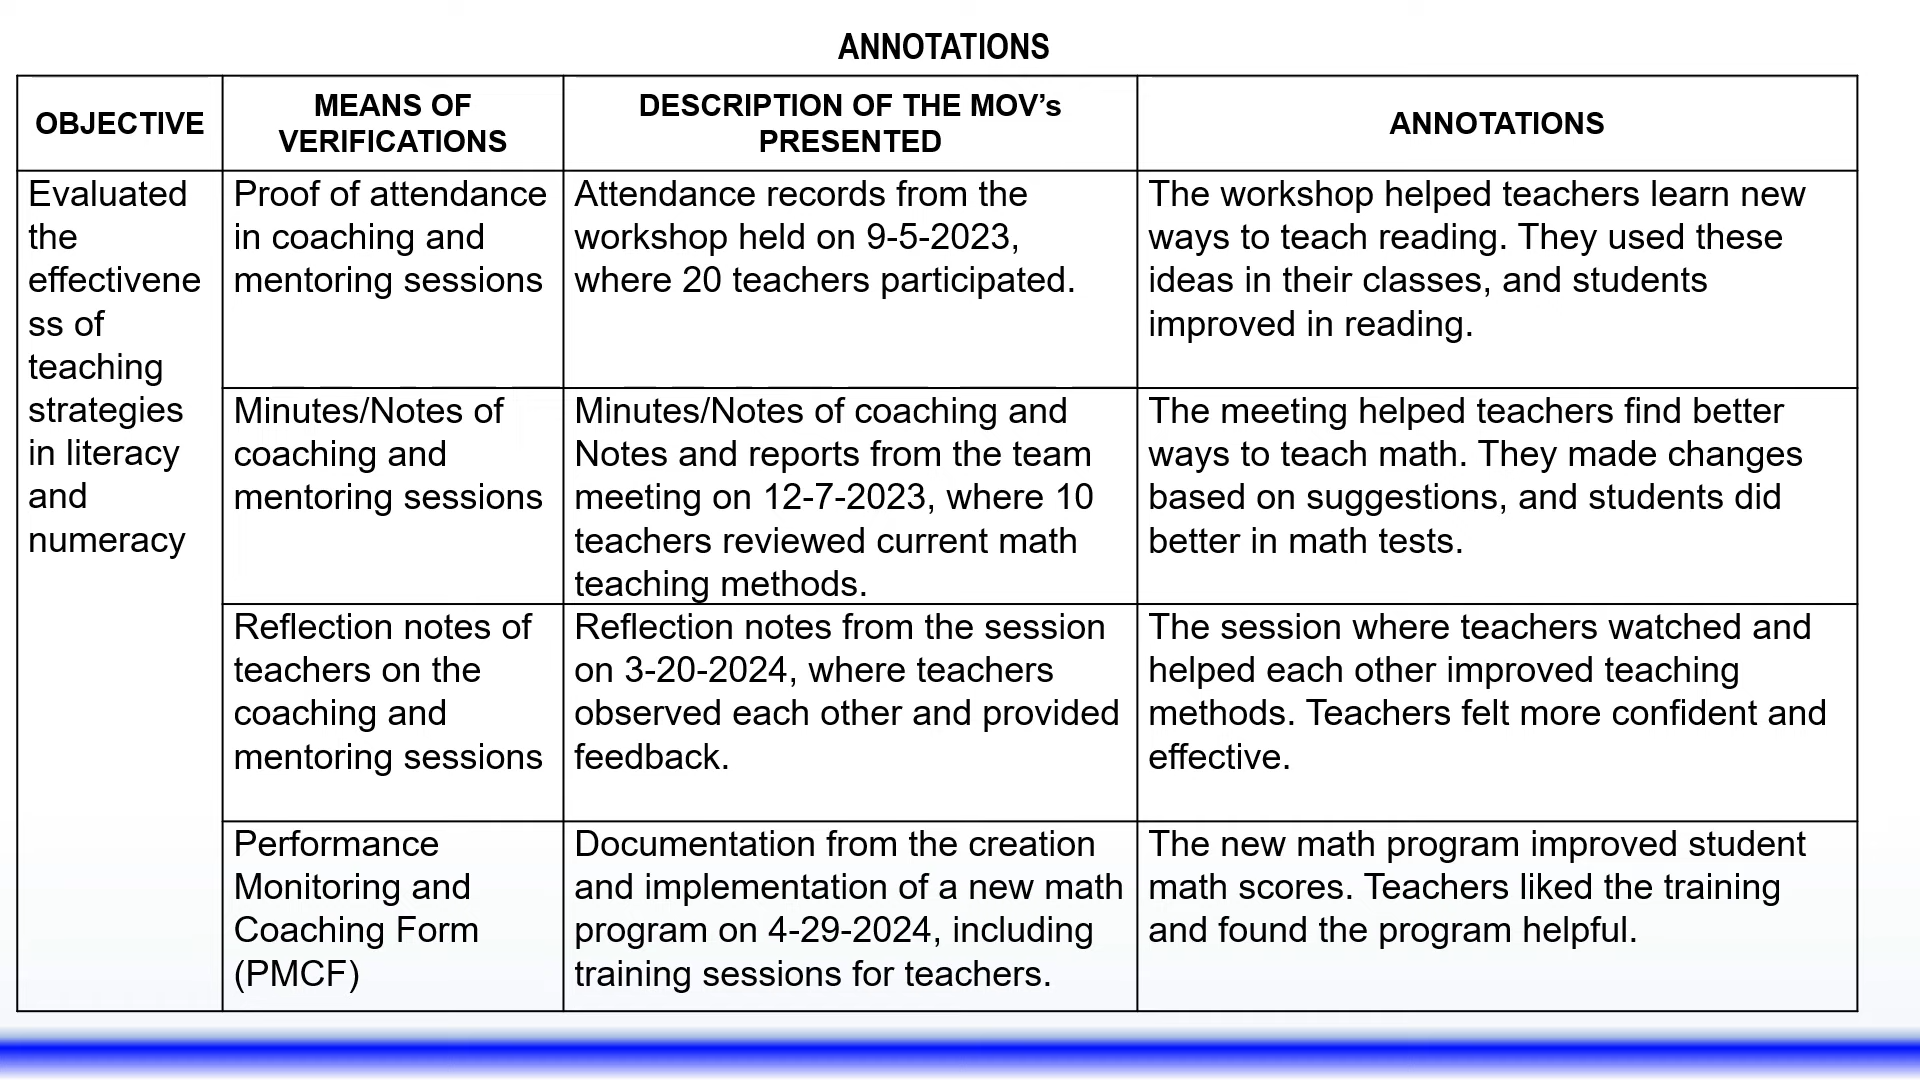 ANNOTATIONS
OBJECTIVE
MEANS OF
VERIFICATIONS
DESCRIPTION OF THE MOV's
PRESENTED
ANNOTATIONS
Evaluated
the
effectivene
ss of
teaching
strategies
in literacy
and
numeracy
Proof of attendance
in coaching and
mentoring sessions
Attendance records from the
workshop held on 9-5-2023,
where 20 teachers participated.
The workshop helped teachers learn new
ways to teach reading. They used these
ideas in their classes, and students
improved in reading.
Minutes/Notes of
coaching and
mentoring sessions
Minutes/Notes of coaching and
Notes and reports from the team
meeting on 12-7-2023, where 10
teachers reviewed current math
teaching methods.
The meeting helped teachers find better
ways to teach math. They made changes
based on suggestions, and students did
better in math tests.
Reflection notes of
teachers on the
coaching and
mentoring sessions
Reflection notes from the session
on 3-20-2024, where teachers
observed each other and provided
feedback.
The session where teachers watched and
helped each other improved teaching
methods. Teachers felt more confident and
effective.
Performance
Monitoring and
Coaching Form
(PMCF)
Documentation from the creation
and implementation of a new math
program on 4-29-2024, including
training sessions for teachers.
The new math program improved student
math scores. Teachers liked the training
and found the program helpful.